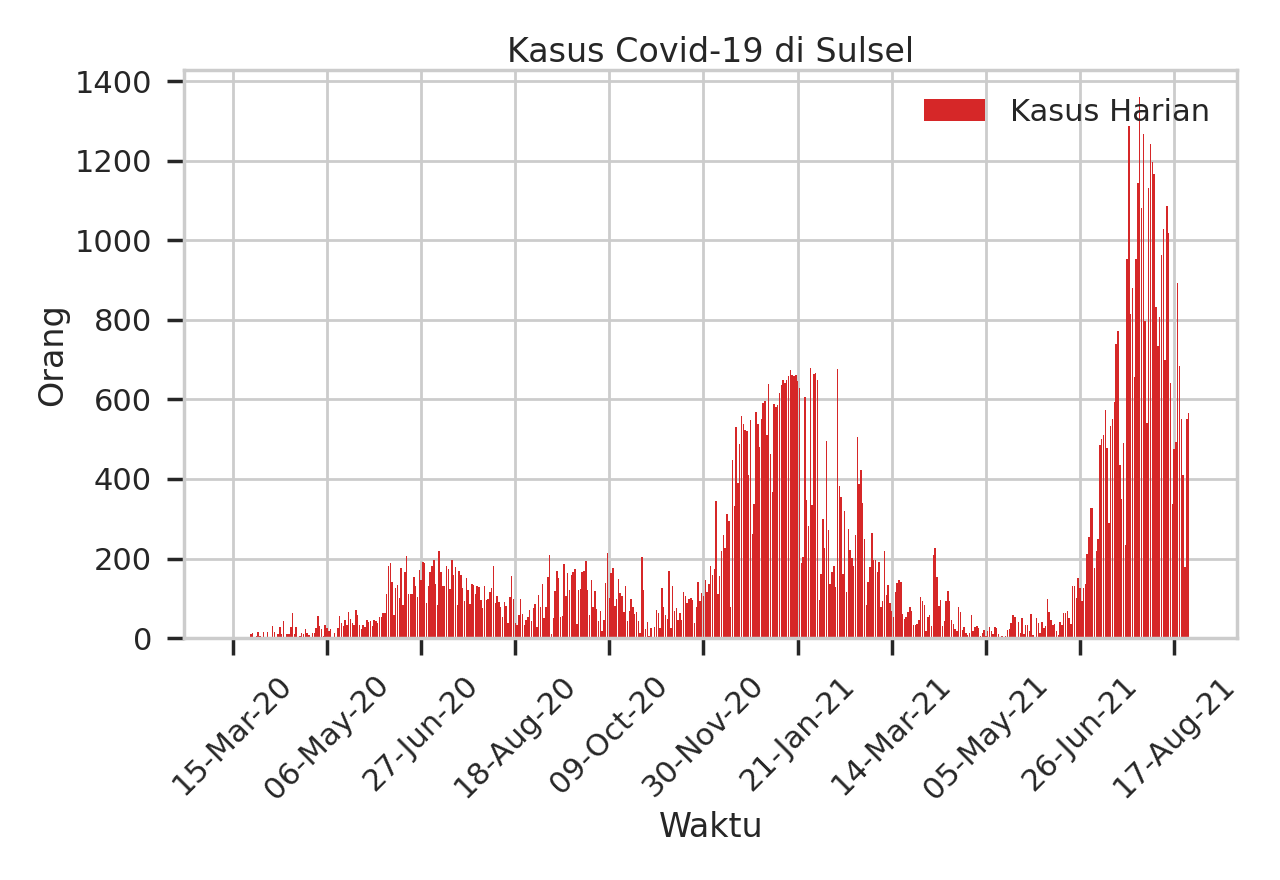 Kasus Covid-19 di Sulsel
1400
1200
1000
800
600
400
200
0
Orang
Kasus Harian
15-Mar-20
06-May-20
27-Jun-20
18-Aug-20
09-Oct-20
30-Nov-20
21-Jan-21
14-Mar-21
05-May-21
26-Jun-21
17-Aug-21
Waktu